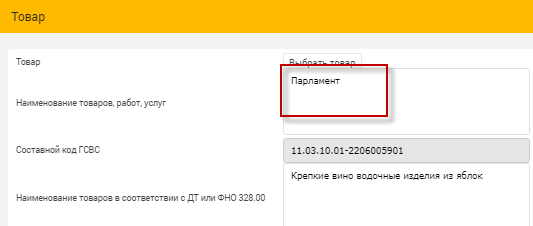 Товар
Товар Выбрать товар
Парламент
Наименование товаров, работ, услуг
Составной код ГСВС 11.03.10.01-2206005901
Крепкие вино водочные изделия из яблок
Наименование товаров в соответствии с ДТ или ФНО 328.00